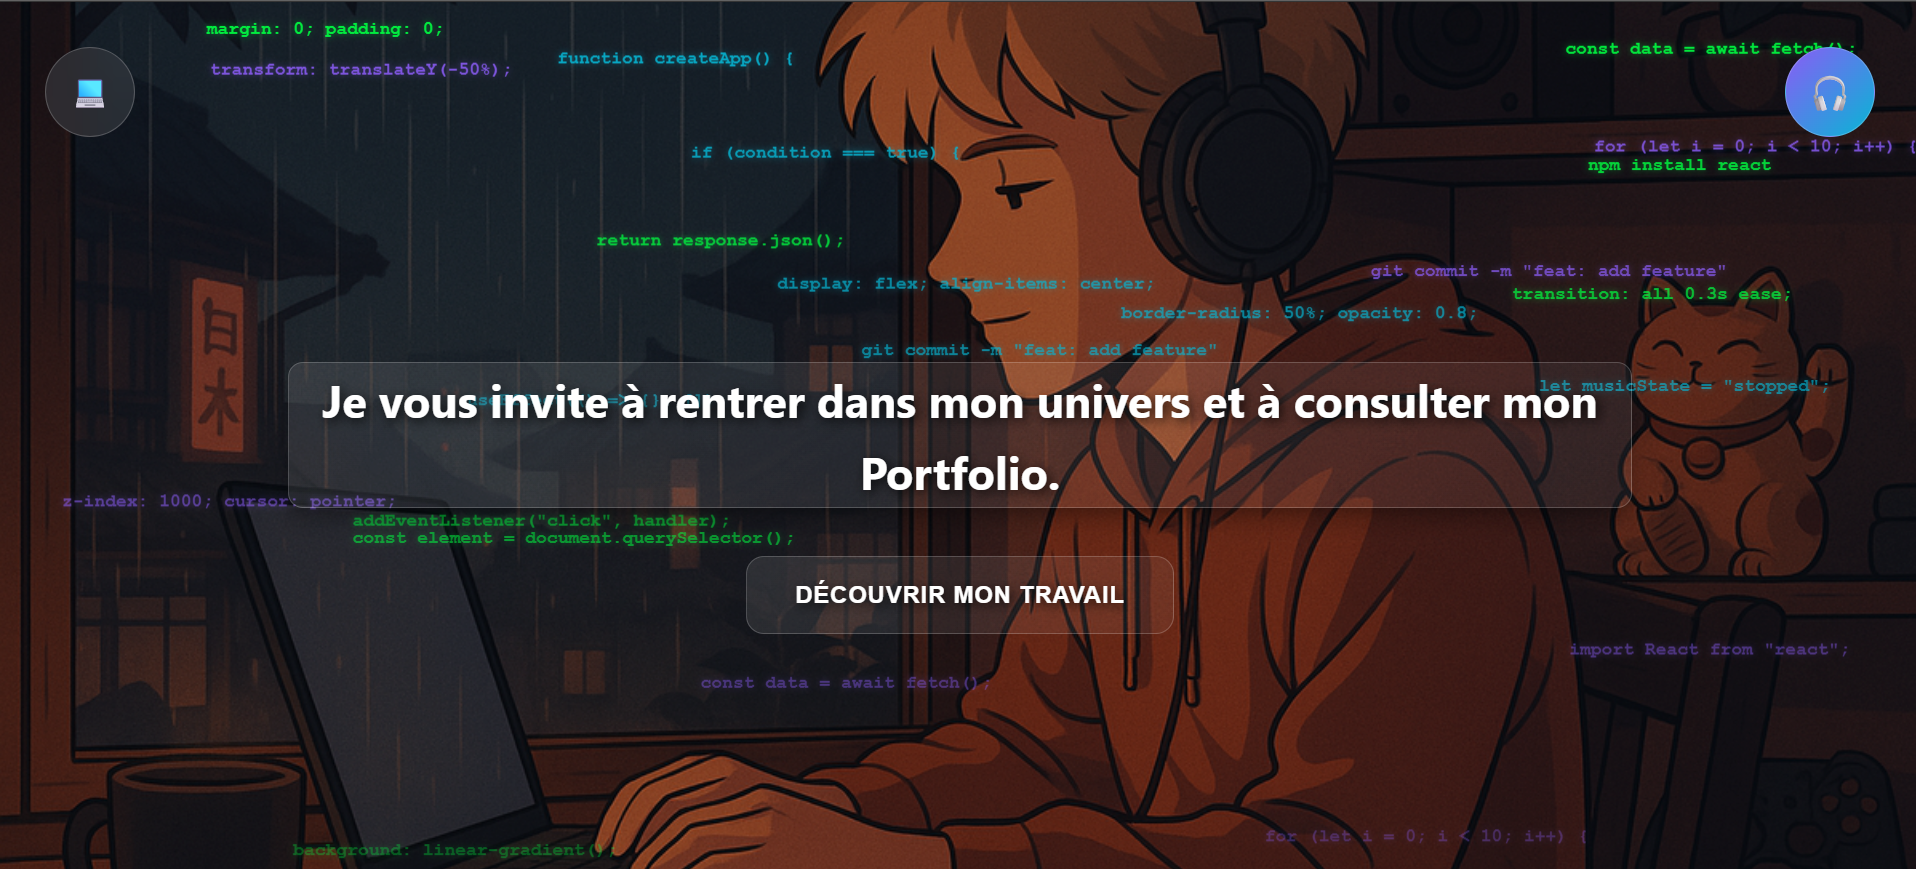 margin: 0; padding: 0;
const data = await fetch();
function createApp() {
transform: translateY(-50%);
for (let i = 0; i < 10; i++) {
if (condition === true) {
npm install react
return response.json();
git commit -m "feat: add feature"
display: flex; align-items: center;
transition: all 0.3s ease;
border-radius: 50%; opacity: 0.8;
git commit -m "feat: add feature"
let musicState = "stopped";
白
木
Je vous invite à rentrer dans mon univers et à consulter mon
Portfolio.
z-index: 1000; cursor: pointer;
addEventListener("click", handler);
const element = document.querySelector();
DÉCOUVRIR MON TRAVAIL
import React from "react";
const data = await fetch();
for (let i = 0; i < 10; i++) {
background: linear-gradient();